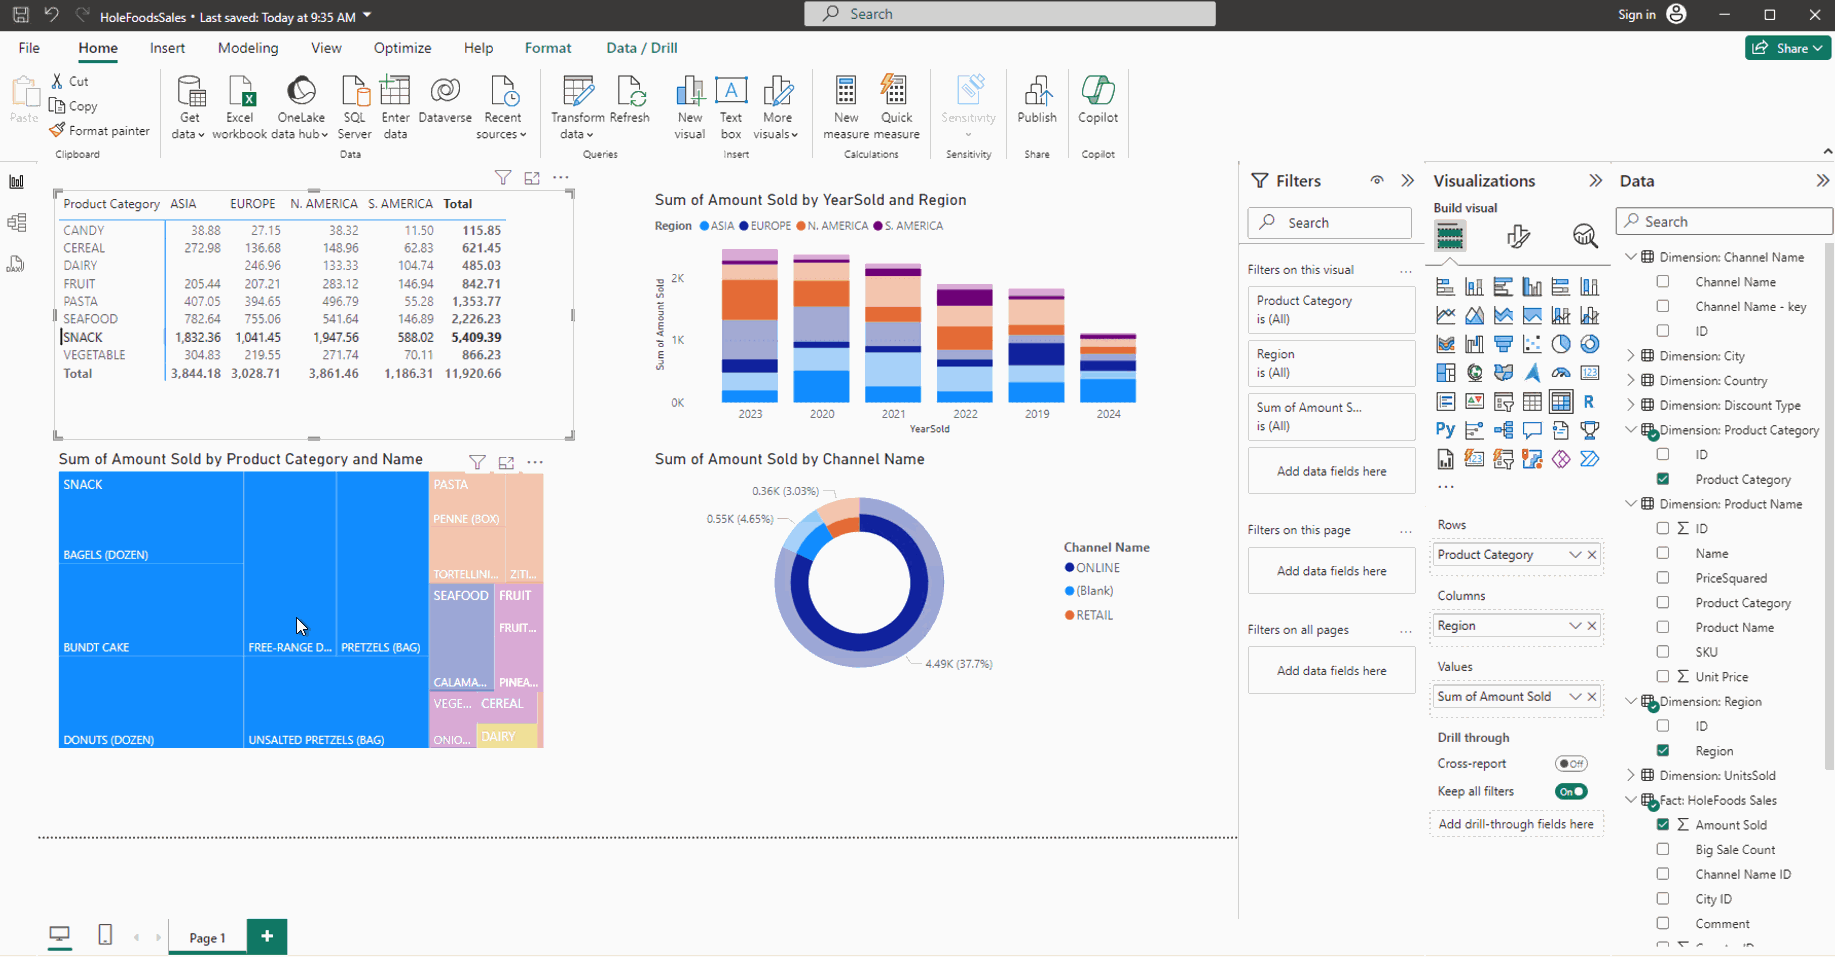 HoleFoodsSales • Last saved: Today at 9:35 AM
Search
Sign in
File Home Insert Modeling View Optimize Help Format Data / Drill
Share
Paste
Cut
Copy
Format painter
Clipboard
Get data
Excel workbook
OneLake data hub
SQL Server
Enter data
Dataverse
Recent sources
Data
Transform data
Refresh
Queries
New visual
Text box
More visuals
Insert
New measure
Quick measure
Calculations
Sensitivity
Sensitivity
Publish
Share
Copilot
Copilot
Product Category ASIA EUROPE N. AMERICA S. AMERICA Total
CANDY 38.88 27.15 38.32 11.50 115.85
CEREAL 272.98 136.68 148.96 62.83 621.45
DAIRY 246.96 133.33 104.74 485.03
FRUIT 205.44 207.21 283.12 146.94 842.71
PASTA 407.05 394.65 496.79 55.28 1,353.77
SEAFOOD 782.64 755.06 541.64 146.89 2,226.23
SNACK 1,832.36 1,041.45 1,947.56 588.02 5,409.39
VEGETABLE 304.83 219.55 271.74 70.11 866.23
Total 3,844.18 3,028.71 3,861.46 1,186.31 11,920.66
Sum of Amount Sold by YearSold and Region
Region ASIA EUROPE N. AMERICA S. AMERICA
Sum of Amount Sold
2K
1K
0K
2023 2020 2021 2022 2019 2024
YearSold
Sum of Amount Sold by Product Category and Name
SNACK
BAGELS (DOZEN)
BUNDT CAKE
DONUTS (DOZEN)
FREE-RANGE D...
PRETZELS (BAG)
UNSALTED PRETZELS (BAG)
PASTA
PENNE (BOX)
TORTELLINI...
ZITI...
SEAFOOD
CALAMA...
FRUIT
FRUIT...
PINEA...
VEGE...
ONIO...
CEREAL
DAIRY
Sum of Amount Sold by Channel Name
0.36K (3.03%)
0.55K (4.65%)
4.49K (37.7%)
Channel Name
ONLINE
(Blank)
RETAIL
Page 1
+
Filters
Search
Filters on this visual ...
Product Category
is (All)
Region
is (All)
Sum of Amount S...
is (All)
Add data fields here
Filters on this page ...
Add data fields here
Filters on all pages ...
Add data fields here
Visualizations
Build visual
123
R
Py
123
...
Rows
Product Category
Columns
Region
Values
Sum of Amount Sold
Drill through
Cross-report Off
Keep all filters On
Add drill-through fields here
Data
Search
Dimension: Channel Name
Channel Name
Channel Name - key
ID
Dimension: City
Dimension: Country
Dimension: Discount Type
Dimension: Product Category
ID
Product Category
Dimension: Product Name
∑ ID
Name
PriceSquared
Product Category
Product Name
SKU
∑ Unit Price
Dimension: Region
ID
Region
Dimension: UnitsSold
Fact: HoleFoods Sales
∑ Amount Sold
Big Sale Count
Channel Name ID
City ID
Comment